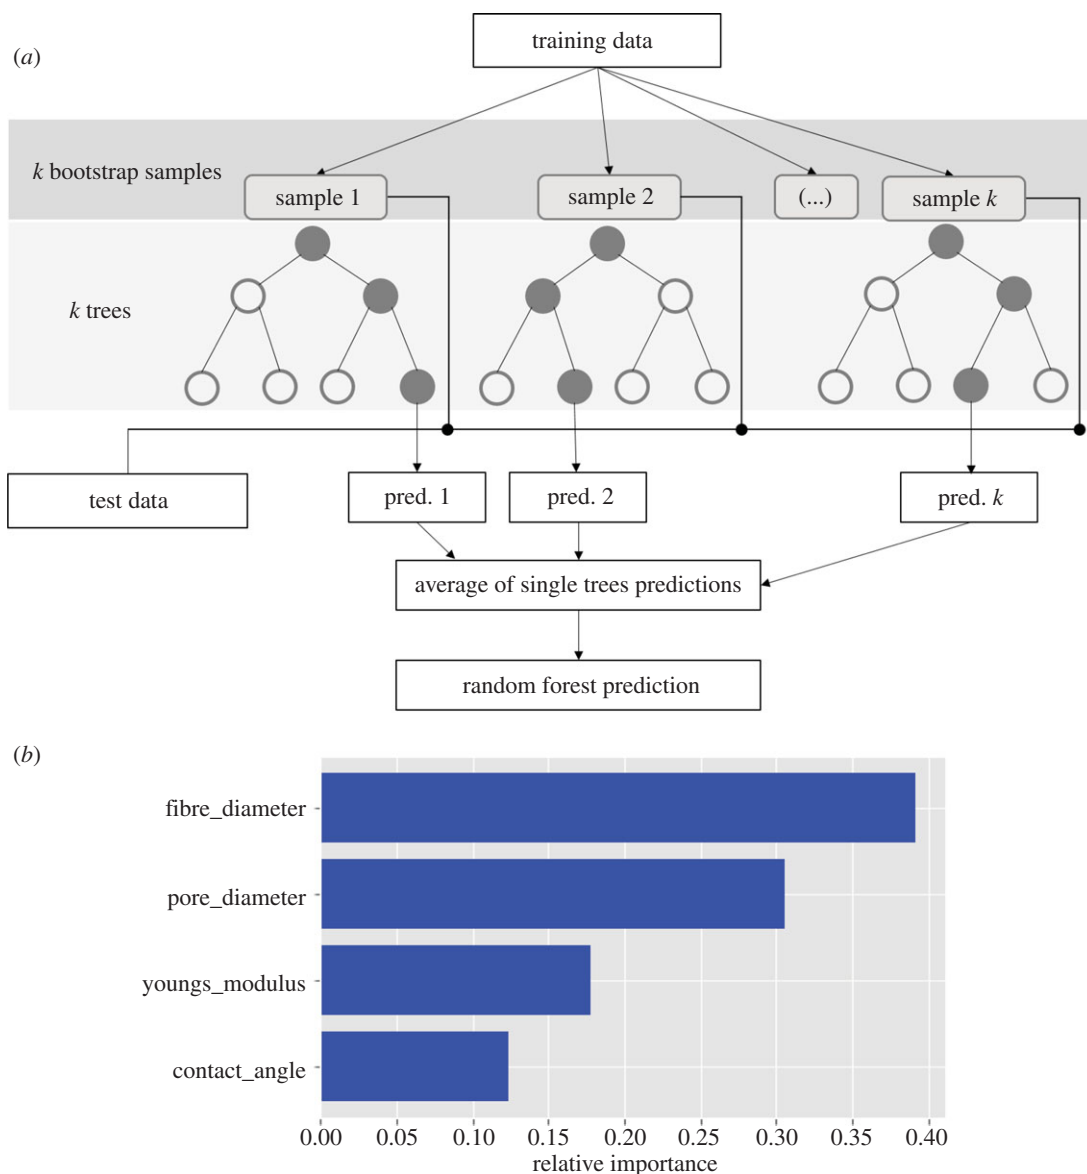 (a)
training data
k bootstrap samples
sample 1
sample 2
(...)
sample k
k trees
test data
pred. 1
pred. 2
pred. k
average of single trees predictions
random forest prediction
(b)
fibre_diameter
pore_diameter
youngs_modulus
contact_angle
0.00 0.05 0.10 0.15 0.20 0.25 0.30 0.35 0.40
relative importance